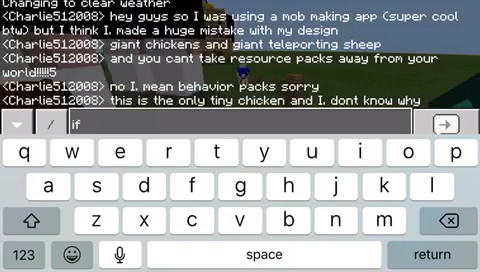 Changing to clear weather
<Charlie512008> hey guys so I was using a mob making app (super cool
btw) but I think I. made a huge mistake with my design
<Charlie512008> giant chickens and giant teleporting sheep
<Charlie512008> and you cant take resource packs away from your
world!!!!!5
<Charlie512008> no I. mean behavior packs sorry
<Charlie512008> this is the only tiny chicken and I. dont know why
/ if
q w e r t y u i o p
a s d f g h j k l
z x c v b n m
123 space return